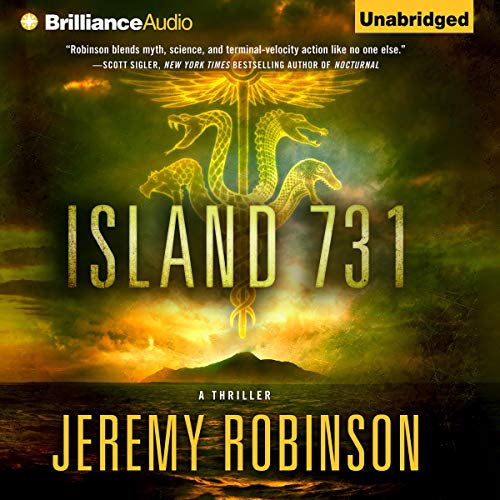 BrillianceAudio
Unabridged
“Robinson blends myth, science, and terminal-velocity action like no one else.”
—SCOTT SIGLER, NEW YORK TIMES BESTSELLING AUTHOR OF NOCTURNAL
ISLAND 731
A THRILLER
JEREMY ROBINSON